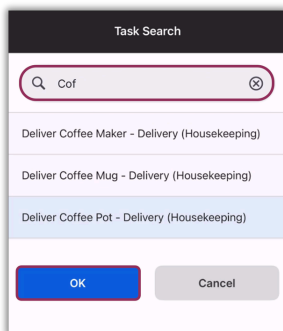 Task Search
Cof
Deliver Coffee Maker - Delivery (Housekeeping)
Deliver Coffee Mug - Delivery (Housekeeping)
Deliver Coffee Pot - Delivery (Housekeeping)
OK
Cancel